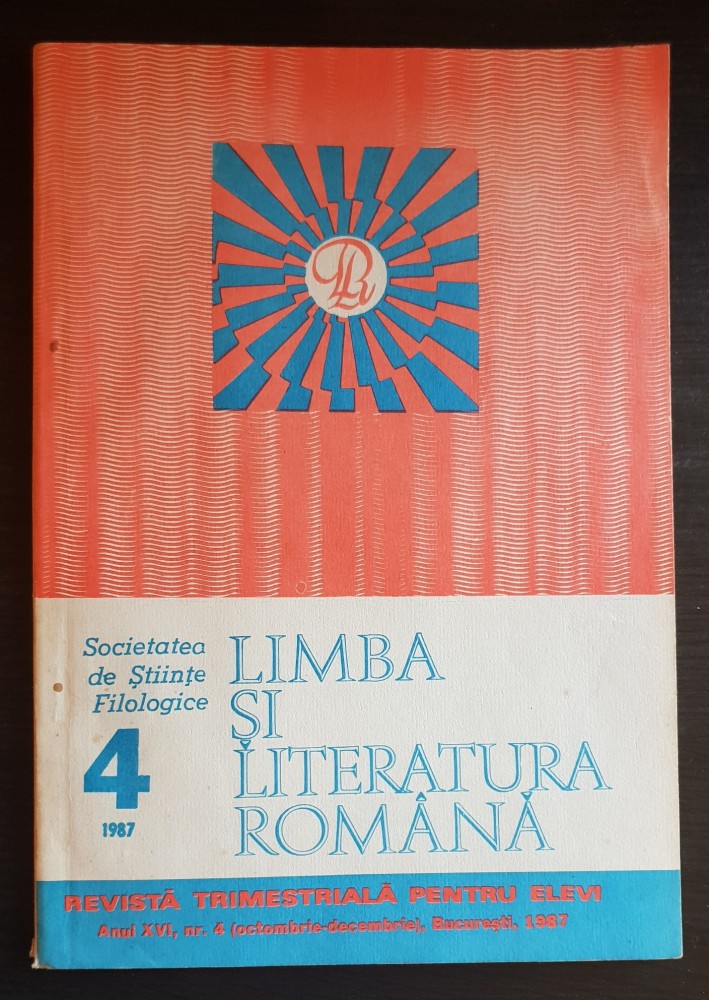 LLR
Societatea
de Științe
Filologice
4
1987
LIMBA
ȘI
LITERATURA
ROMÂNĂ
REVISTĂ TRIMESTRIALĂ PENTRU ELEVI
Anul XVI, nr. 4 (octombrie-decembrie), București, 1987